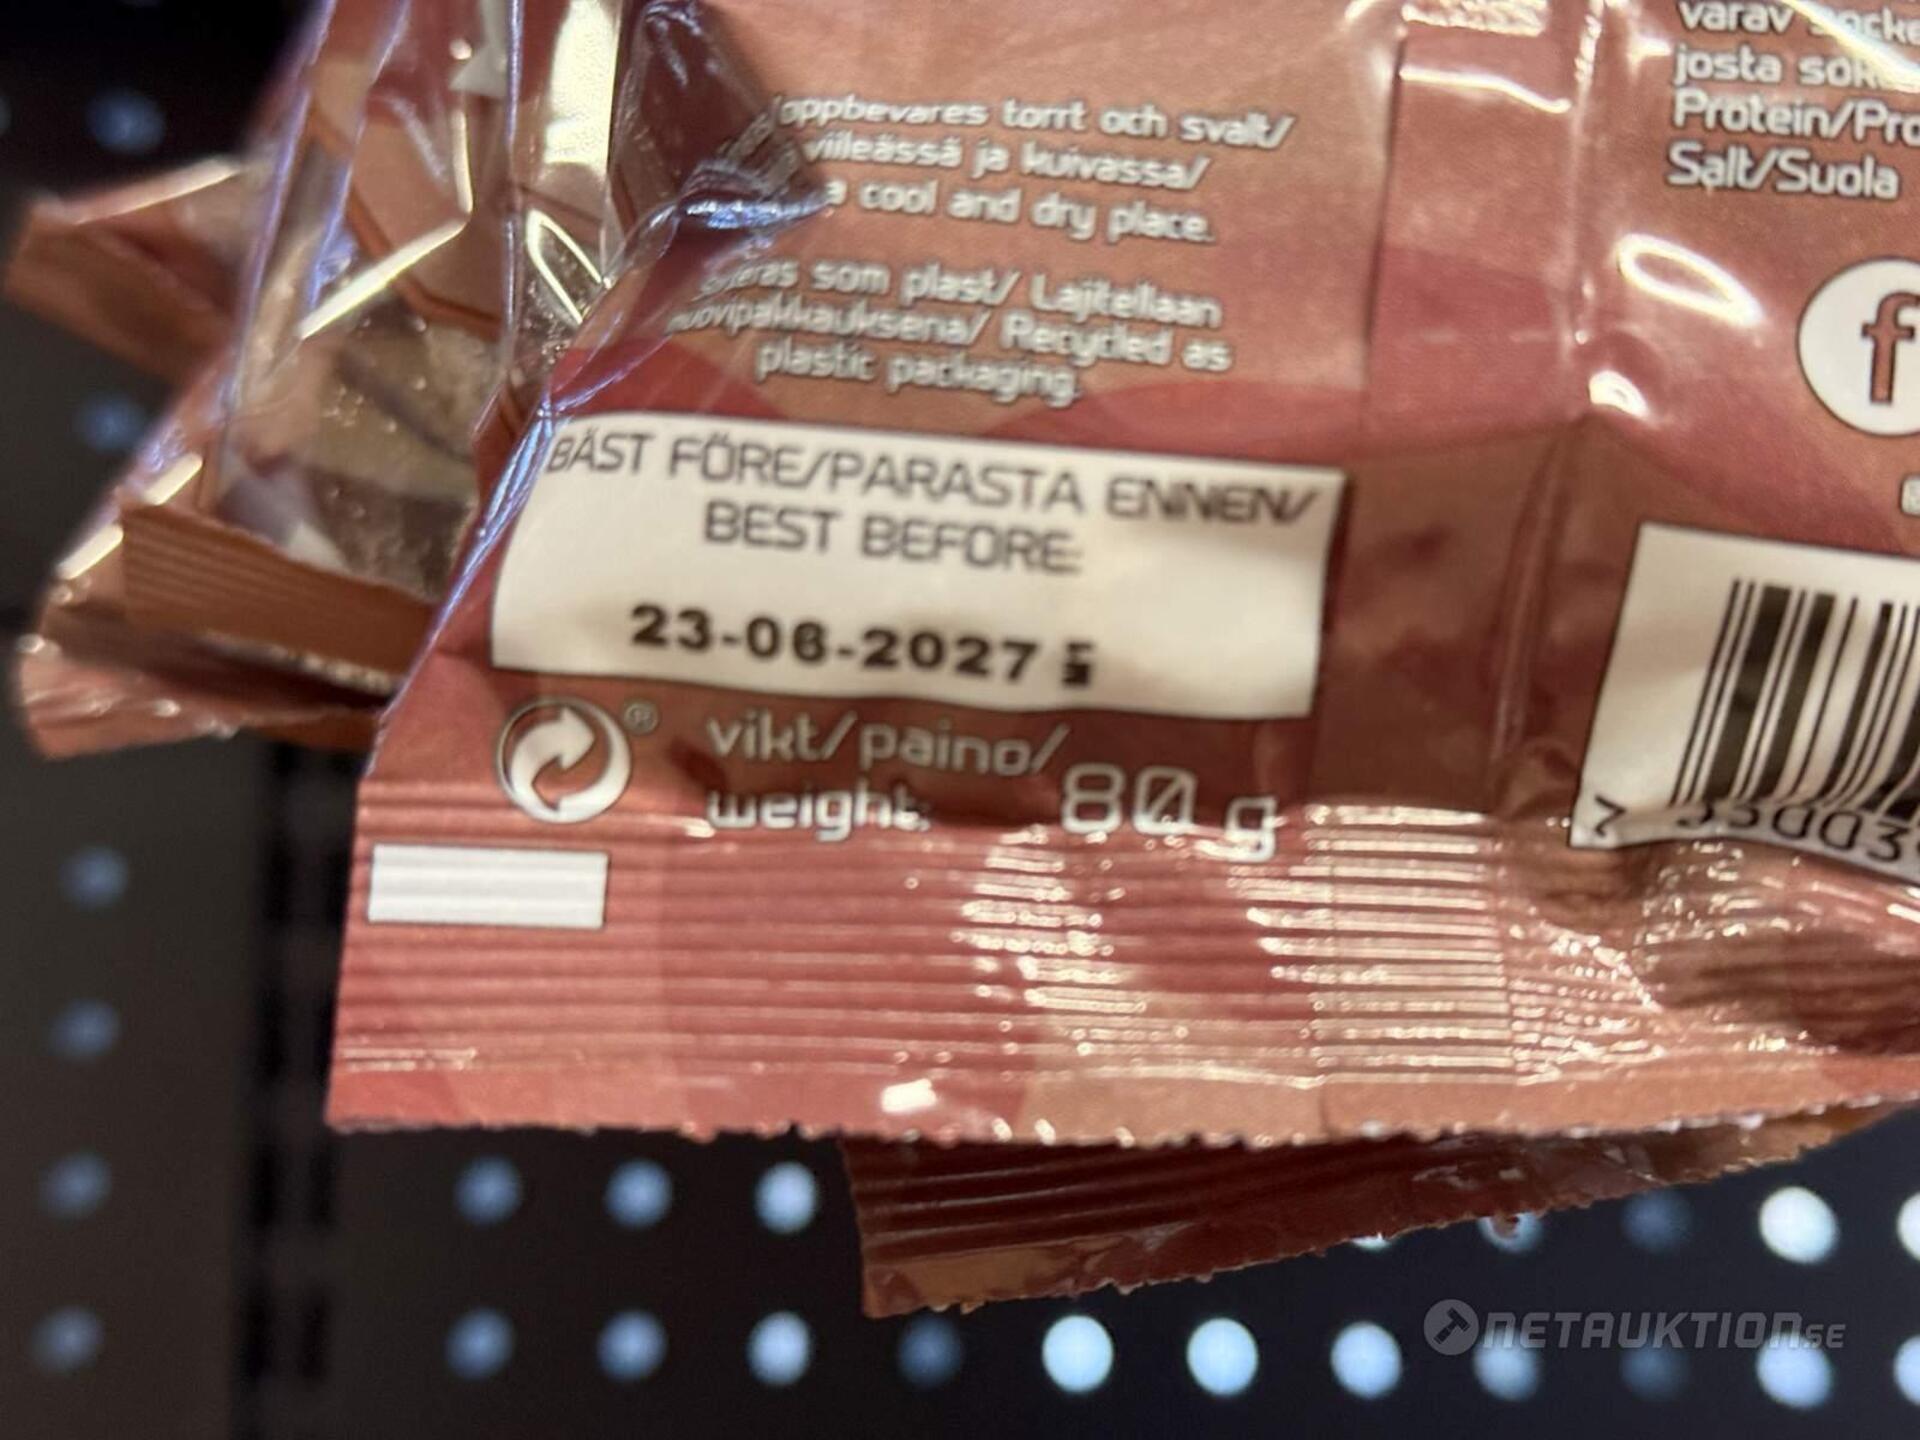 oppbevares torrt och svalt/
viileässä ja kuivassa/
a cool and dry place.
som plast/ Lajitellaan
Recycled as
plastic packaging.
BÄST FÖRE/PARASTA ENNEN/
BEST BEFORE:
23-06-2027
vikt/paino/
weight: 80 g
varav
josta
Protein/
Salt/Suola
f
NETAUKTION.SE